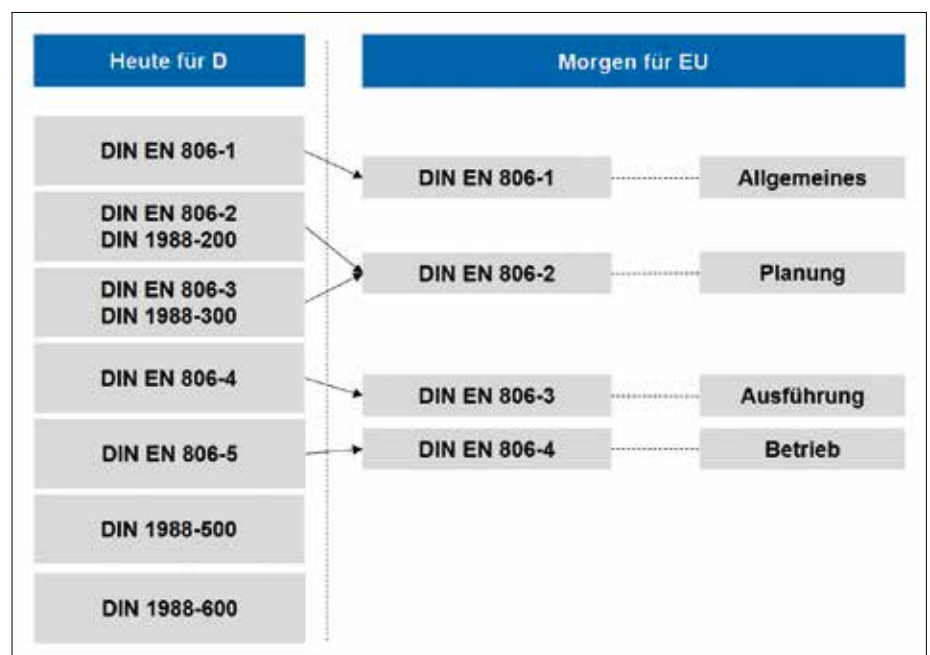 Heute für D
Morgen für EU
DIN EN 806-1
DIN EN 806-2
DIN 1988-200
DIN EN 806-3
DIN 1988-300
DIN EN 806-4
DIN EN 806-5
DIN 1988-500
DIN 1988-600
DIN EN 806-1
Allgemeines
DIN EN 806-2
Planung
DIN EN 806-3
Ausführung
DIN EN 806-4
Betrieb